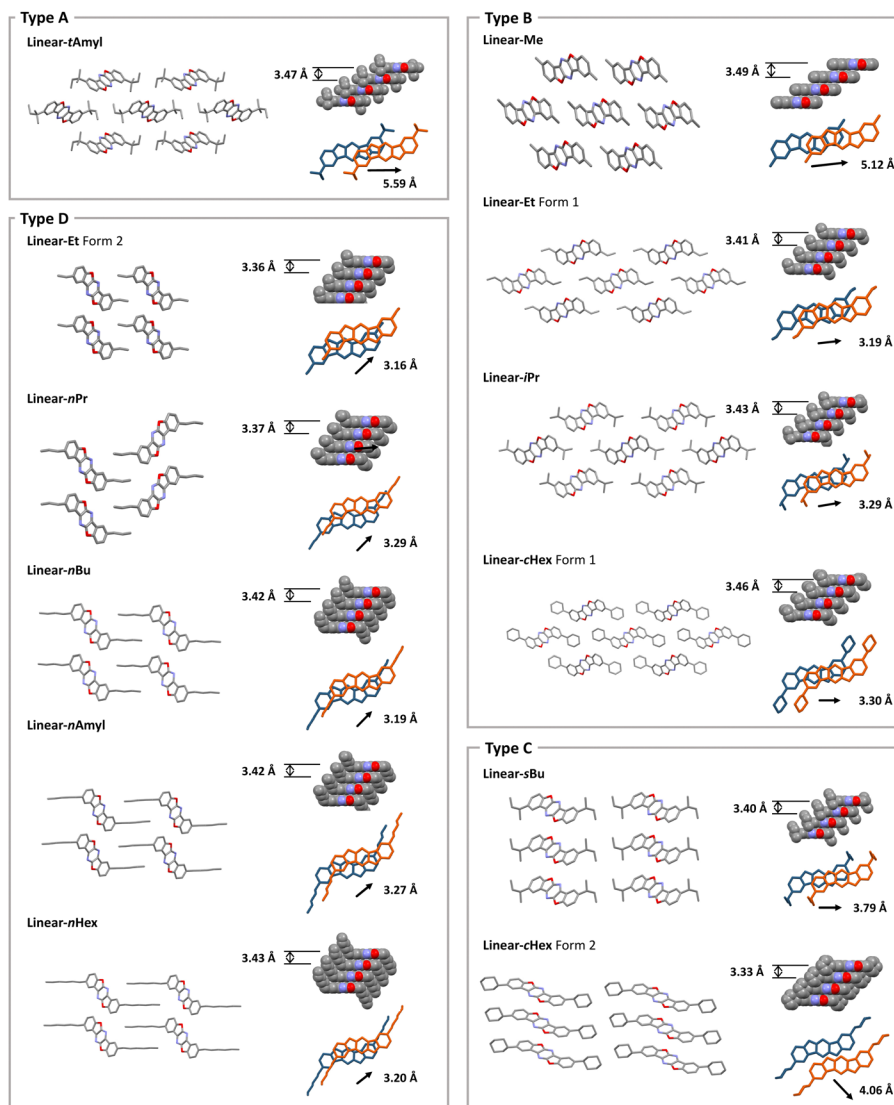 Type A
Linear-tAmyl
3.47 Å
5.59 Å
Type D
Linear-Et Form 2
3.36 Å
3.16 Å
Linear-nPr
3.37 Å
3.29 Å
Linear-nBu
3.42 Å
3.19 Å
Linear-nAmyl
3.42 Å
3.27 Å
Linear-nHex
3.43 Å
3.20 Å
Type B
Linear-Me
3.49 Å
5.12 Å
Linear-Et Form 1
3.41 Å
3.19 Å
Linear-iPr
3.43 Å
3.29 Å
Linear-cHex Form 1
3.46 Å
3.30 Å
Type C
Linear-sBu
3.40 Å
3.79 Å
Linear-cHex Form 2
3.33 Å
4.06 Å